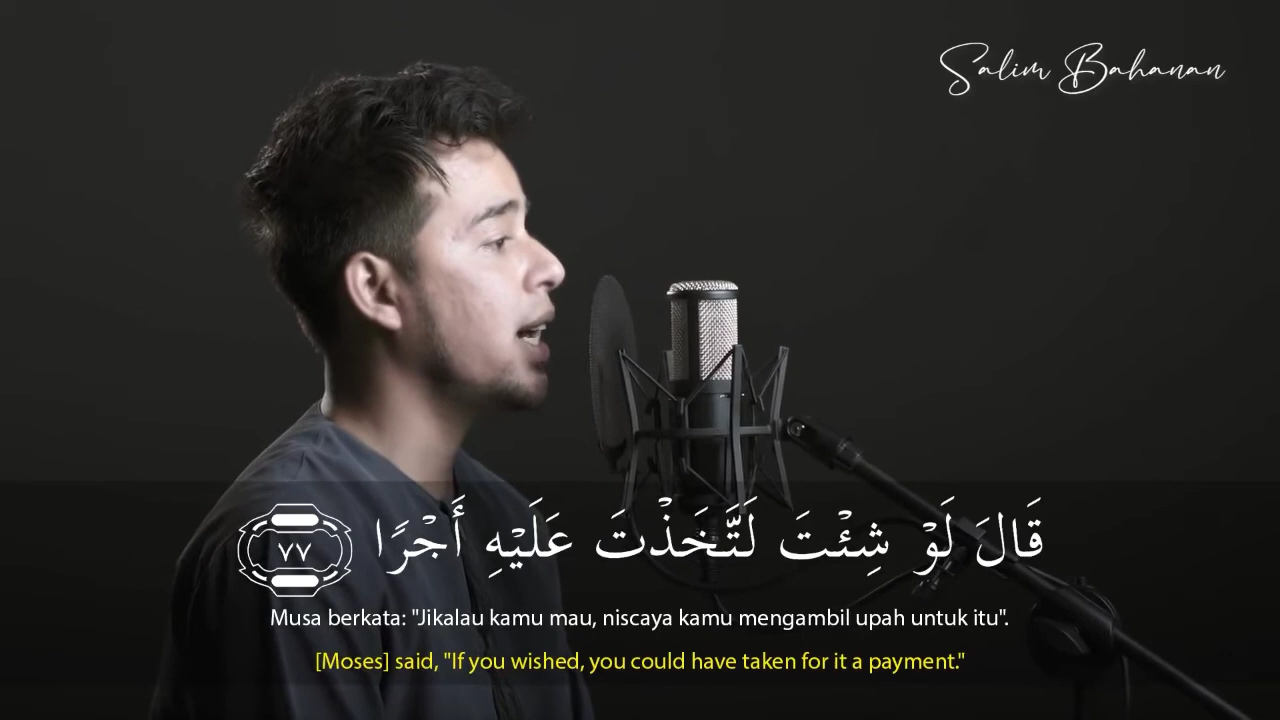 Salim Bahanan
قَالَ لَوْ شِئْتَ لَتَّخَذْتَ عَلَيْهِ أَجْرًا ٧٧
Musa berkata: "Jikalau kamu mau, niscaya kamu mengambil upah untuk itu".
[Moses] said, "If you wished, you could have taken for it a payment."